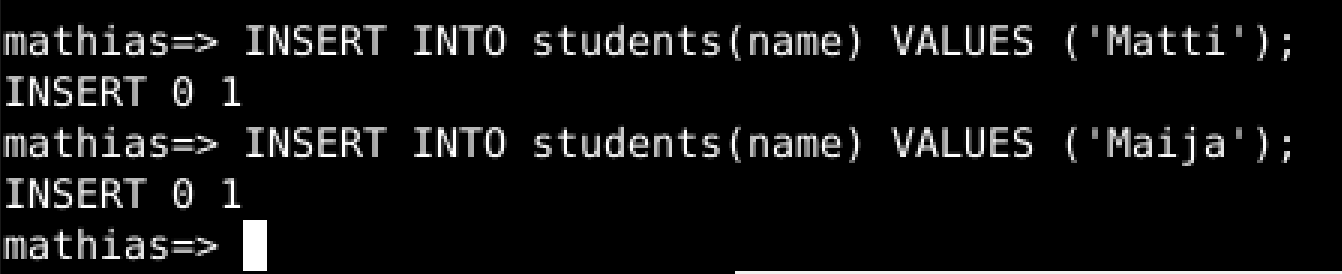 mathias=> INSERT INTO students(name) VALUES ('Matti');
INSERT 0 1
mathias=> INSERT INTO students(name) VALUES ('Maija');
INSERT 0 1
mathias=>